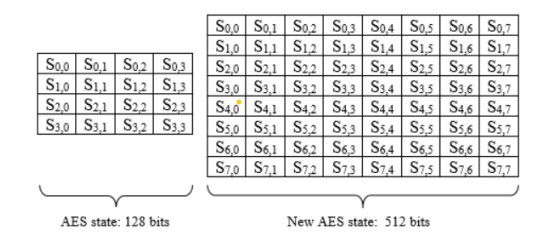 S0,0 S0,1 S0,2 S0,3
S1,0 S1,1 S1,2 S1,3
S2,0 S2,1 S2,2 S2,3
S3,0 S3,1 S3,2 S3,3
AES state: 128 bits
S0,0 S0,1 S0,2 S0,3 S0,4 S0,5 S0,6 S0,7
S1,0 S1,1 S1,2 S1,3 S1,4 S1,5 S1,6 S1,7
S2,0 S2,1 S2,2 S2,3 S2,4 S2,5 S2,6 S2,7
S3,0 S3,1 S3,2 S3,3 S3,4 S3,5 S3,6 S3,7
S4,0 S4,1 S4,2 S4,3 S4,4 S4,5 S4,6 S4,7
S5,0 S5,1 S5,2 S5,3 S5,4 S5,5 S5,6 S5,7
S6,0 S6,1 S6,2 S6,3 S6,4 S6,5 S6,6 S6,7
S7,0 S7,1 S7,2 S7,3 S7,4 S7,5 S7,6 S7,7
New AES state: 512 bits